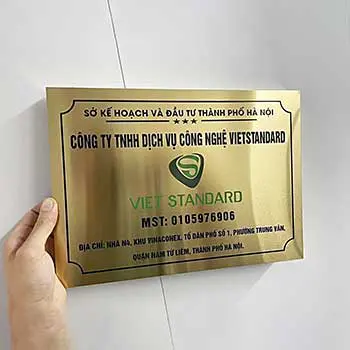 SỞ KẾ HOẠCH VÀ ĐẦU TƯ THÀNH PHỐ HÀ NỘI
CÔNG TY TNHH DỊCH VỤ CÔNG NGHỆ VIETSTANDARD
VIET STANDARD
MST: 0105976906
ĐỊA CHỈ: NHÀ N4, KHU VINACONEX, TỔ DÂN PHỐ SỐ 1, PHƯỜNG TRUNG VĂN,
QUẬN NAM TỪ LIÊM, THÀNH PHỐ HÀ NỘI.